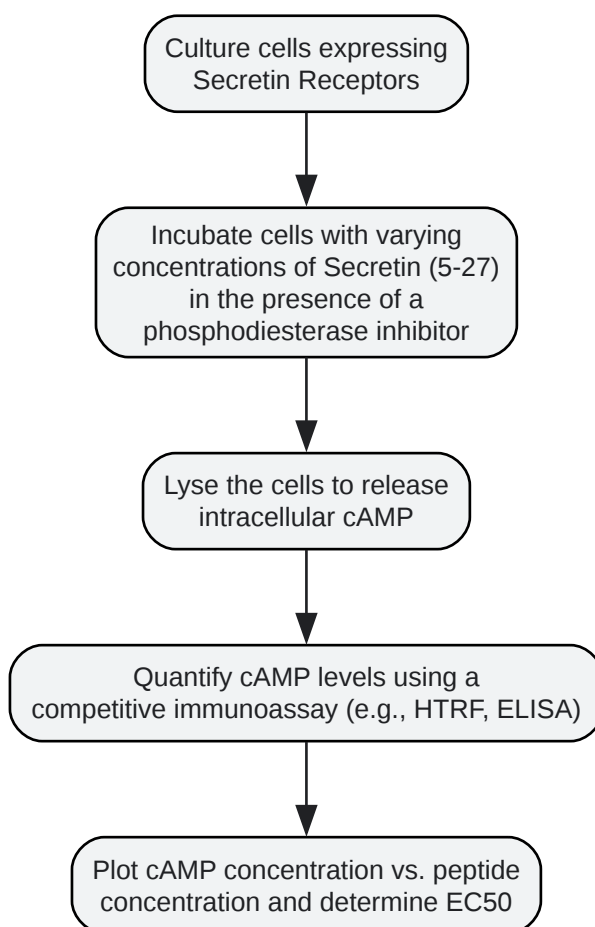 Culture cells expressing
Secretin Receptors
Incubate cells with varying
concentrations of Secretin (5-27)
in the presence of a
phosphodiesterase inhibitor
Lyse the cells to release
intracellular cAMP
Quantify cAMP levels using a
competitive immunoassay (e.g., HTRF, ELISA)
Plot cAMP concentration vs. peptide
concentration and determine EC50